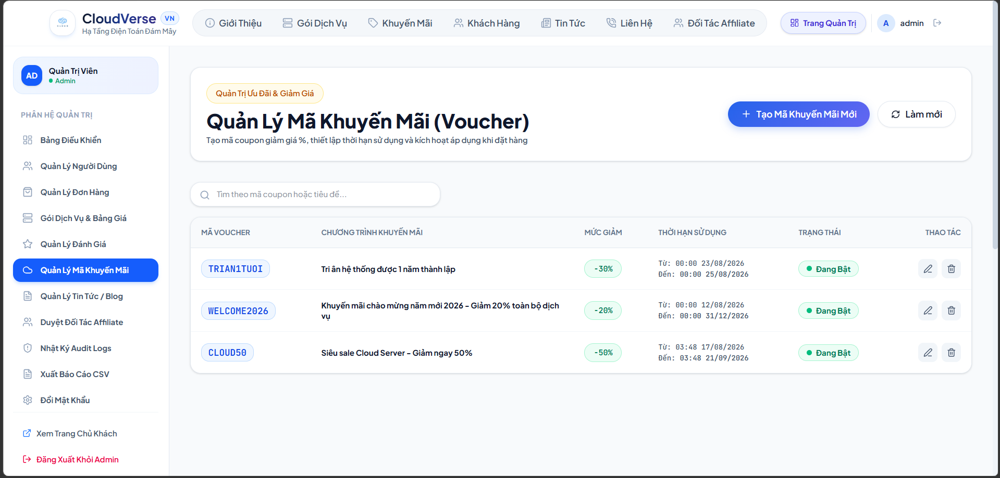 CloudVerse VN
Hạ Tầng Điện Toán Đám Mây
Giới Thiệu
Gói Dịch Vụ
Khuyến Mãi
Khách Hàng
Tin Tức
Liên Hệ
Đối Tác Affiliate
Trang Quản Trị
A
admin
AD
Quản Trị Viên
Admin
PHÂN HỆ QUẢN TRỊ
Bảng Điều Khiển
Quản Lý Người Dùng
Quản Lý Đơn Hàng
Gói Dịch Vụ & Bảng Giá
Quản Lý Đánh Giá
Quản Lý Mã Khuyến Mãi
Quản Lý Tin Tức / Blog
Duyệt Đối Tác Affiliate
Nhật Ký Audit Logs
Xuất Báo Cáo CSV
Đổi Mật Khẩu
Xem Trang Chủ Khách
Đăng Xuất Khỏi Admin
Quản Trị Ưu Đãi & Giảm Giá
Quản Lý Mã Khuyến Mãi (Voucher)
Tạo mã coupon giảm giá %, thiết lập thời hạn sử dụng và kích hoạt áp dụng khi đặt hàng
Tạo Mã Khuyến Mãi Mới
Làm mới
Tìm theo mã coupon hoặc tiêu đề...
MÃ VOUCHER CHƯƠNG TRÌNH KHUYẾN MÃI MỨC GIẢM THỜI HẠN SỬ DỤNG TRẠNG THÁI THAO TÁC
TRIAN1TUOI
Tri ân hệ thống được 1 năm thành lập
-30%
Từ: 00:00 23/08/2026
Đến: 00:00 25/08/2026
Đang Bật
WELCOME2026
Khuyến mãi chào mừng năm mới 2026 - Giảm 20% toàn bộ dịch
vụ
-20%
Từ: 00:00 12/08/2026
Đến: 00:00 31/12/2026
Đang Bật
CLOUD50
Siêu sale Cloud Server - Giảm ngay 50%
-50%
Từ: 03:48 17/08/2026
Đến: 03:48 21/09/2026
Đang Bật